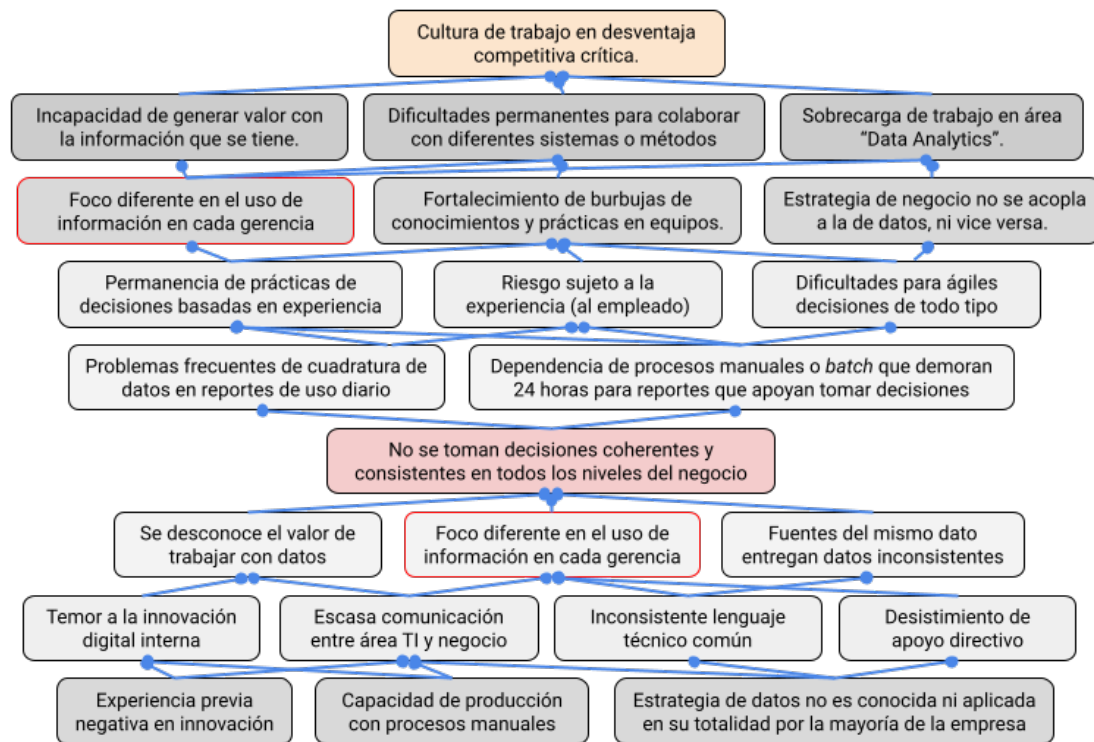 Cultura de trabajo en desventaja
competitiva crítica.
Incapacidad de generar valor con
la información que se tiene.
Dificultades permanentes para colaborar
con diferentes sistemas o métodos
Sobrecarga de trabajo en área
“Data Analytics”.
Foco diferente en el uso de
información en cada gerencia
Fortalecimiento de burbujas de
conocimientos y prácticas en equipos.
Estrategia de negocio no se acopla
a la de datos, ni vice versa.
Permanencia de prácticas de
decisiones basadas en experiencia
Riesgo sujeto a la
experiencia (al empleado)
Dificultades para ágiles
decisiones de todo tipo
Problemas frecuentes de cuadratura de
datos en reportes de uso diario
Dependencia de procesos manuales o batch que demoran
24 horas para reportes que apoyan tomar decisiones
No se toman decisiones coherentes y
consistentes en todos los niveles del negocio
Se desconoce el valor de
trabajar con datos
Foco diferente en el uso de
información en cada gerencia
Fuentes del mismo dato
entregan datos inconsistentes
Temor a la innovación
digital interna
Escasa comunicación
entre área TI y negocio
Inconsistente lenguaje
técnico común
Desistimiento de
apoyo directivo
Experiencia previa
negativa en innovación
Capacidad de producción
con procesos manuales
Estrategia de datos no es conocida ni aplicada
en su totalidad por la mayoría de la empresa